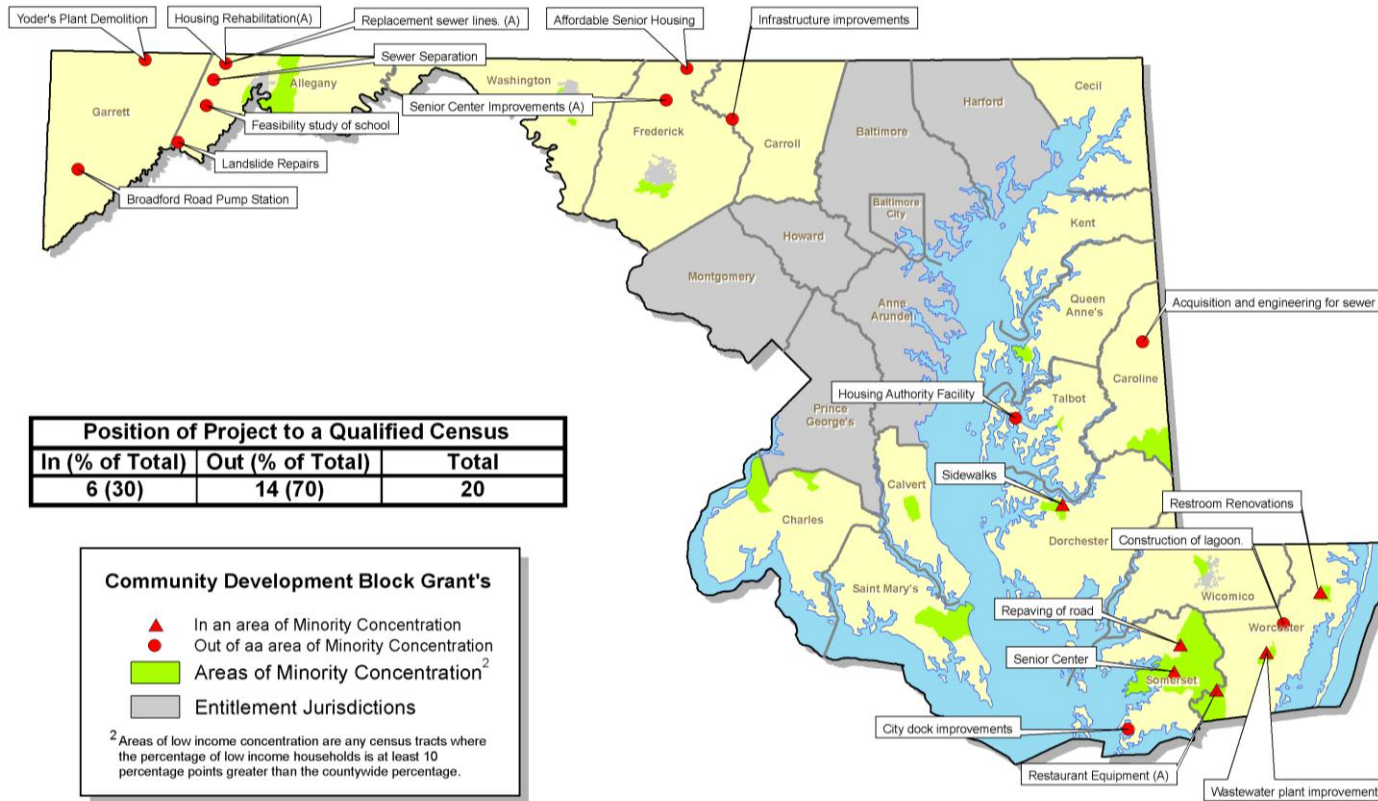 Yoder's Plant Demolition
Housing Rehabilitation(A)
Replacement sewer lines. (A)
Affordable Senior Housing
Infrastructure improvements
Sewer Separation
Senior Center Improvements (A)
Feasibility study of school
Landslide Repairs
Broadford Road Pump Station
Garrett
Allegany
Washington
Frederick
Carroll
Baltimore
Harford
Cecil
Baltimore
City
Howard
Montgomery
Kent
Anne
Arundel
Queen
Anne's
Acquisition and engineering for sewer
Caroline
Housing Authority Facility
Talbot
Prince
George's
Sidewalks
Calvert
Charles
Restroom Renovations
Construction of lagoon.
Dorchester
Saint Mary's
Wicomico
Repaving of road
Worcester
Senior Center
Somerset
City dock improvements
Restaurant Equipment (A)
Wastewater plant improvement
Position of Project to a Qualified Census
In (% of Total) Out (% of Total) Total
6 (30) 14 (70) 20
Community Development Block Grant's
In an area of Minority Concentration
Out of aa area of Minority Concentration
Areas of Minority Concentration2
Entitlement Jurisdictions
2 Areas of low income concentration are any census tracts where
the percentage of low income households is at least 10
percentage points greater than the countywide percentage.